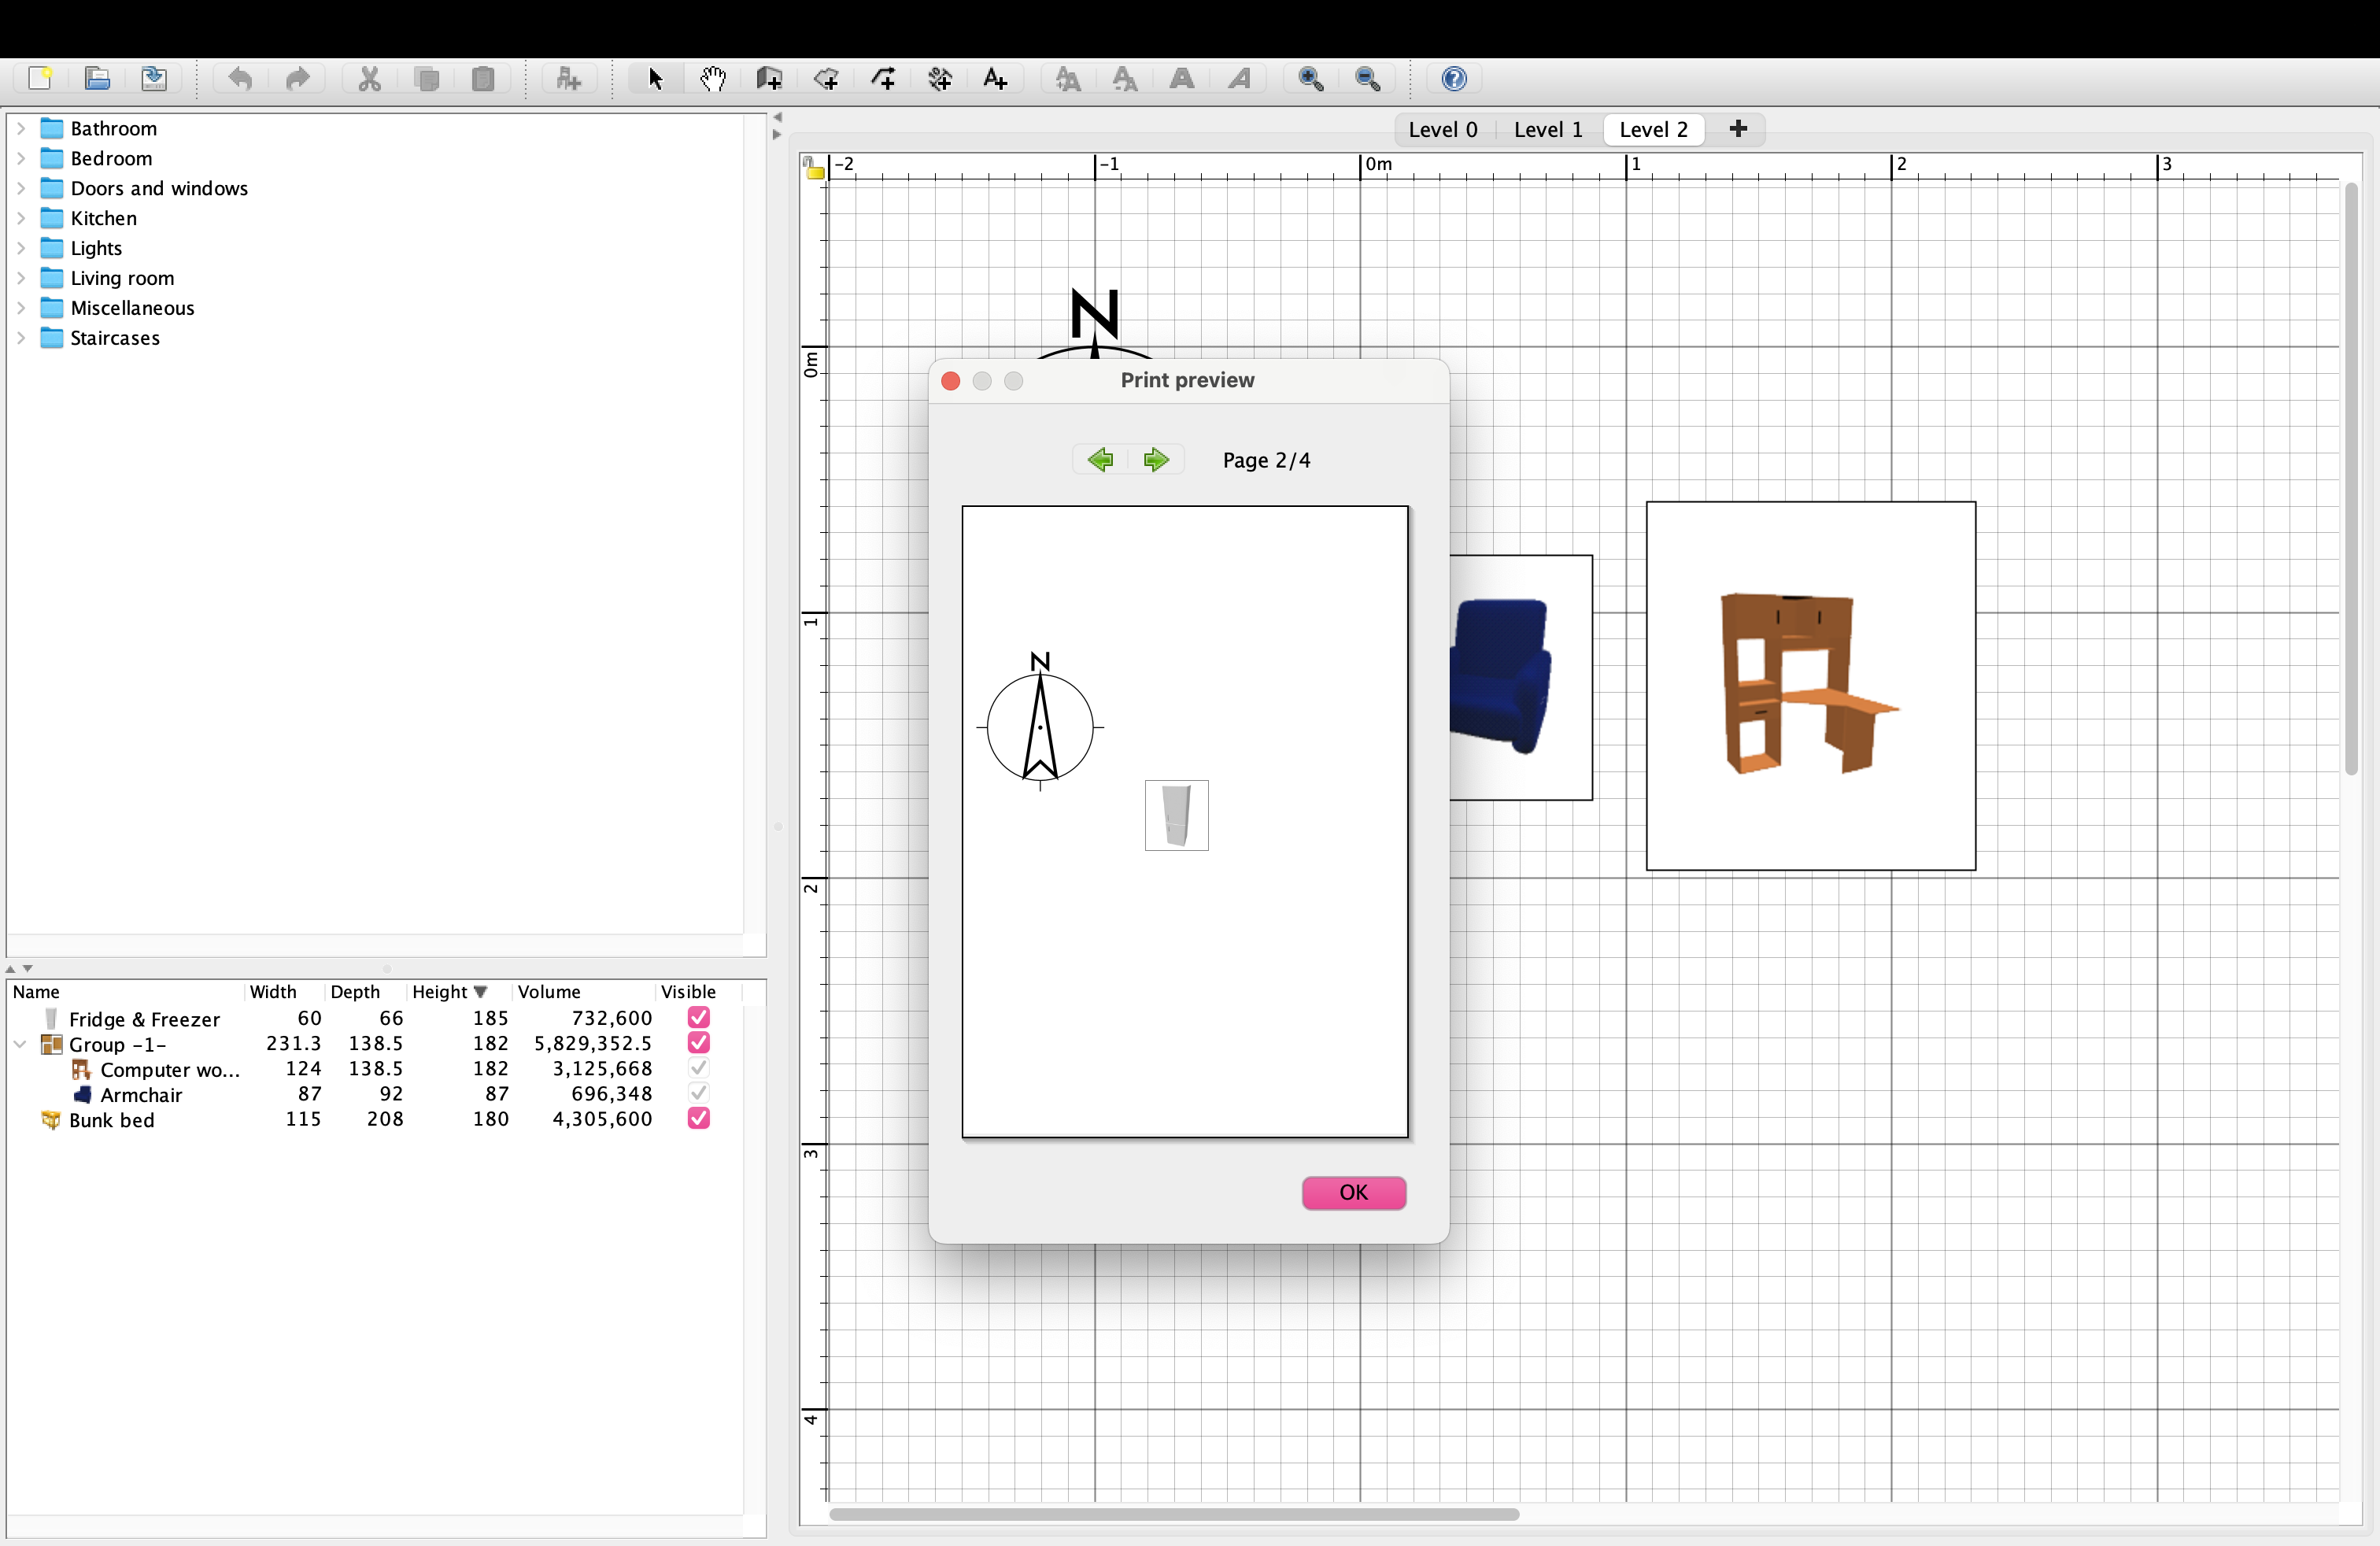 Bathroom
Bedroom
Doors and windows
Kitchen
Lights
Living room
Miscellaneous
Staircases
Name Width Depth Height Volume Visible
Fridge & Freezer 60 66 185 732,600
Group -1- 231.3 138.5 182 5,829,352.5
Computer wo... 124 138.5 182 3,125,668
Armchair 87 92 87 696,348
Bunk bed 115 208 180 4,305,600
Level 0 Level 1 Level 2
-2 -1 0m 1 2 3
0m
1
2
3
4
N
Print preview
Page 2/4
N
OK